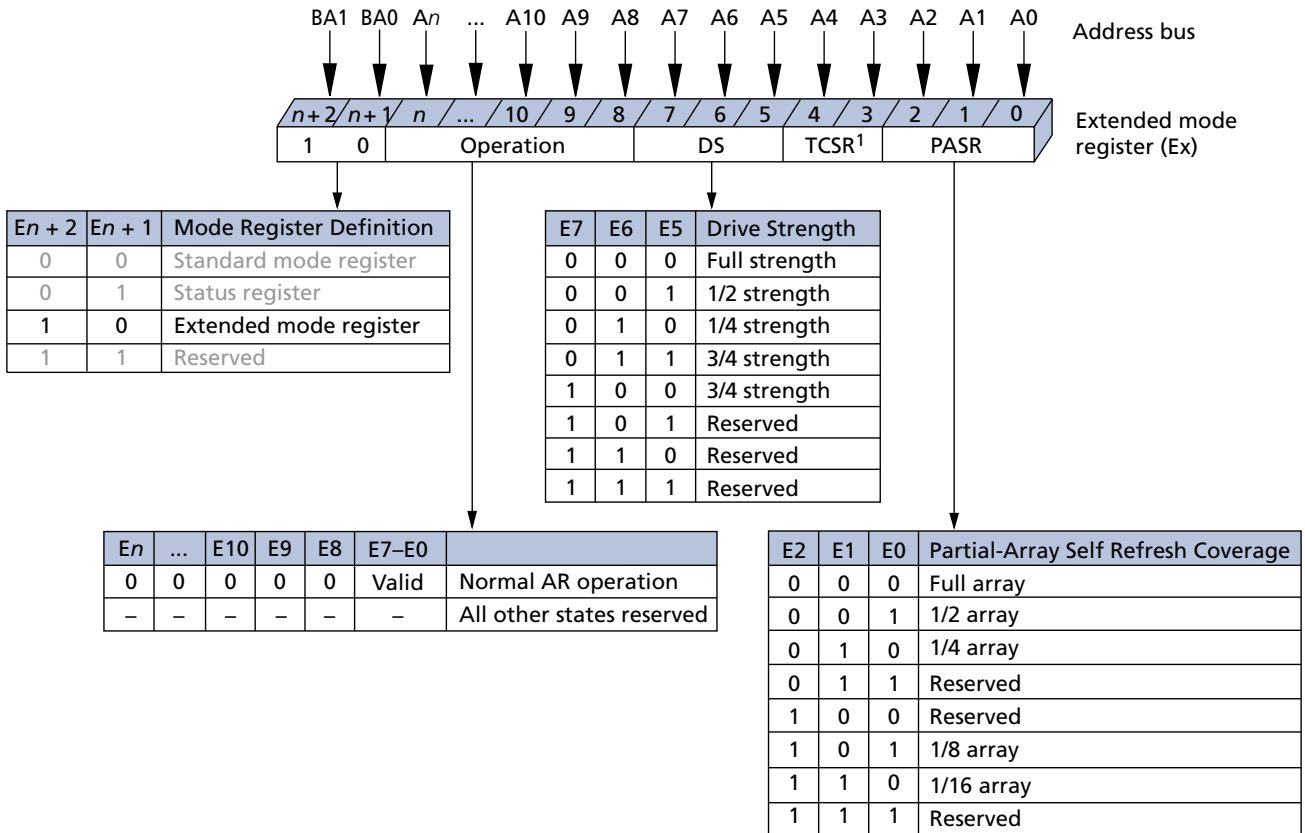 BA1 BA0 An ... A10 A9 A8 A7 A6 A5 A4 A3 A2 A1 A0
Address bus
n + 2 n + 1 n ... 10 9 8 7 6 5 4 3 2 1 0
Extended mode
register (Ex)
1 0 Operation DS TCSR1 PASR
En + 2 En + 1 Mode Register Definition
0 0 Standard mode register
0 1 Status register
1 0 Extended mode register
1 1 Reserved
E7 E6 E5 Drive Strength
0 0 0 Full strength
0 0 1 1/2 strength
0 1 0 1/4 strength
0 1 1 3/4 strength
1 0 0 3/4 strength
1 0 1 Reserved
1 1 0 Reserved
1 1 1 Reserved
En ... E10 E9 E8 E7–E0
0 0 0 0 0 Valid Normal AR operation
– – – – – – All other states reserved
E2 E1 E0 Partial-Array Self Refresh Coverage
0 0 0 Full array
0 0 1 1/2 array
0 1 0 1/4 array
0 1 1 Reserved
1 0 0 Reserved
1 0 1 1/8 array
1 1 0 1/16 array
1 1 1 Reserved